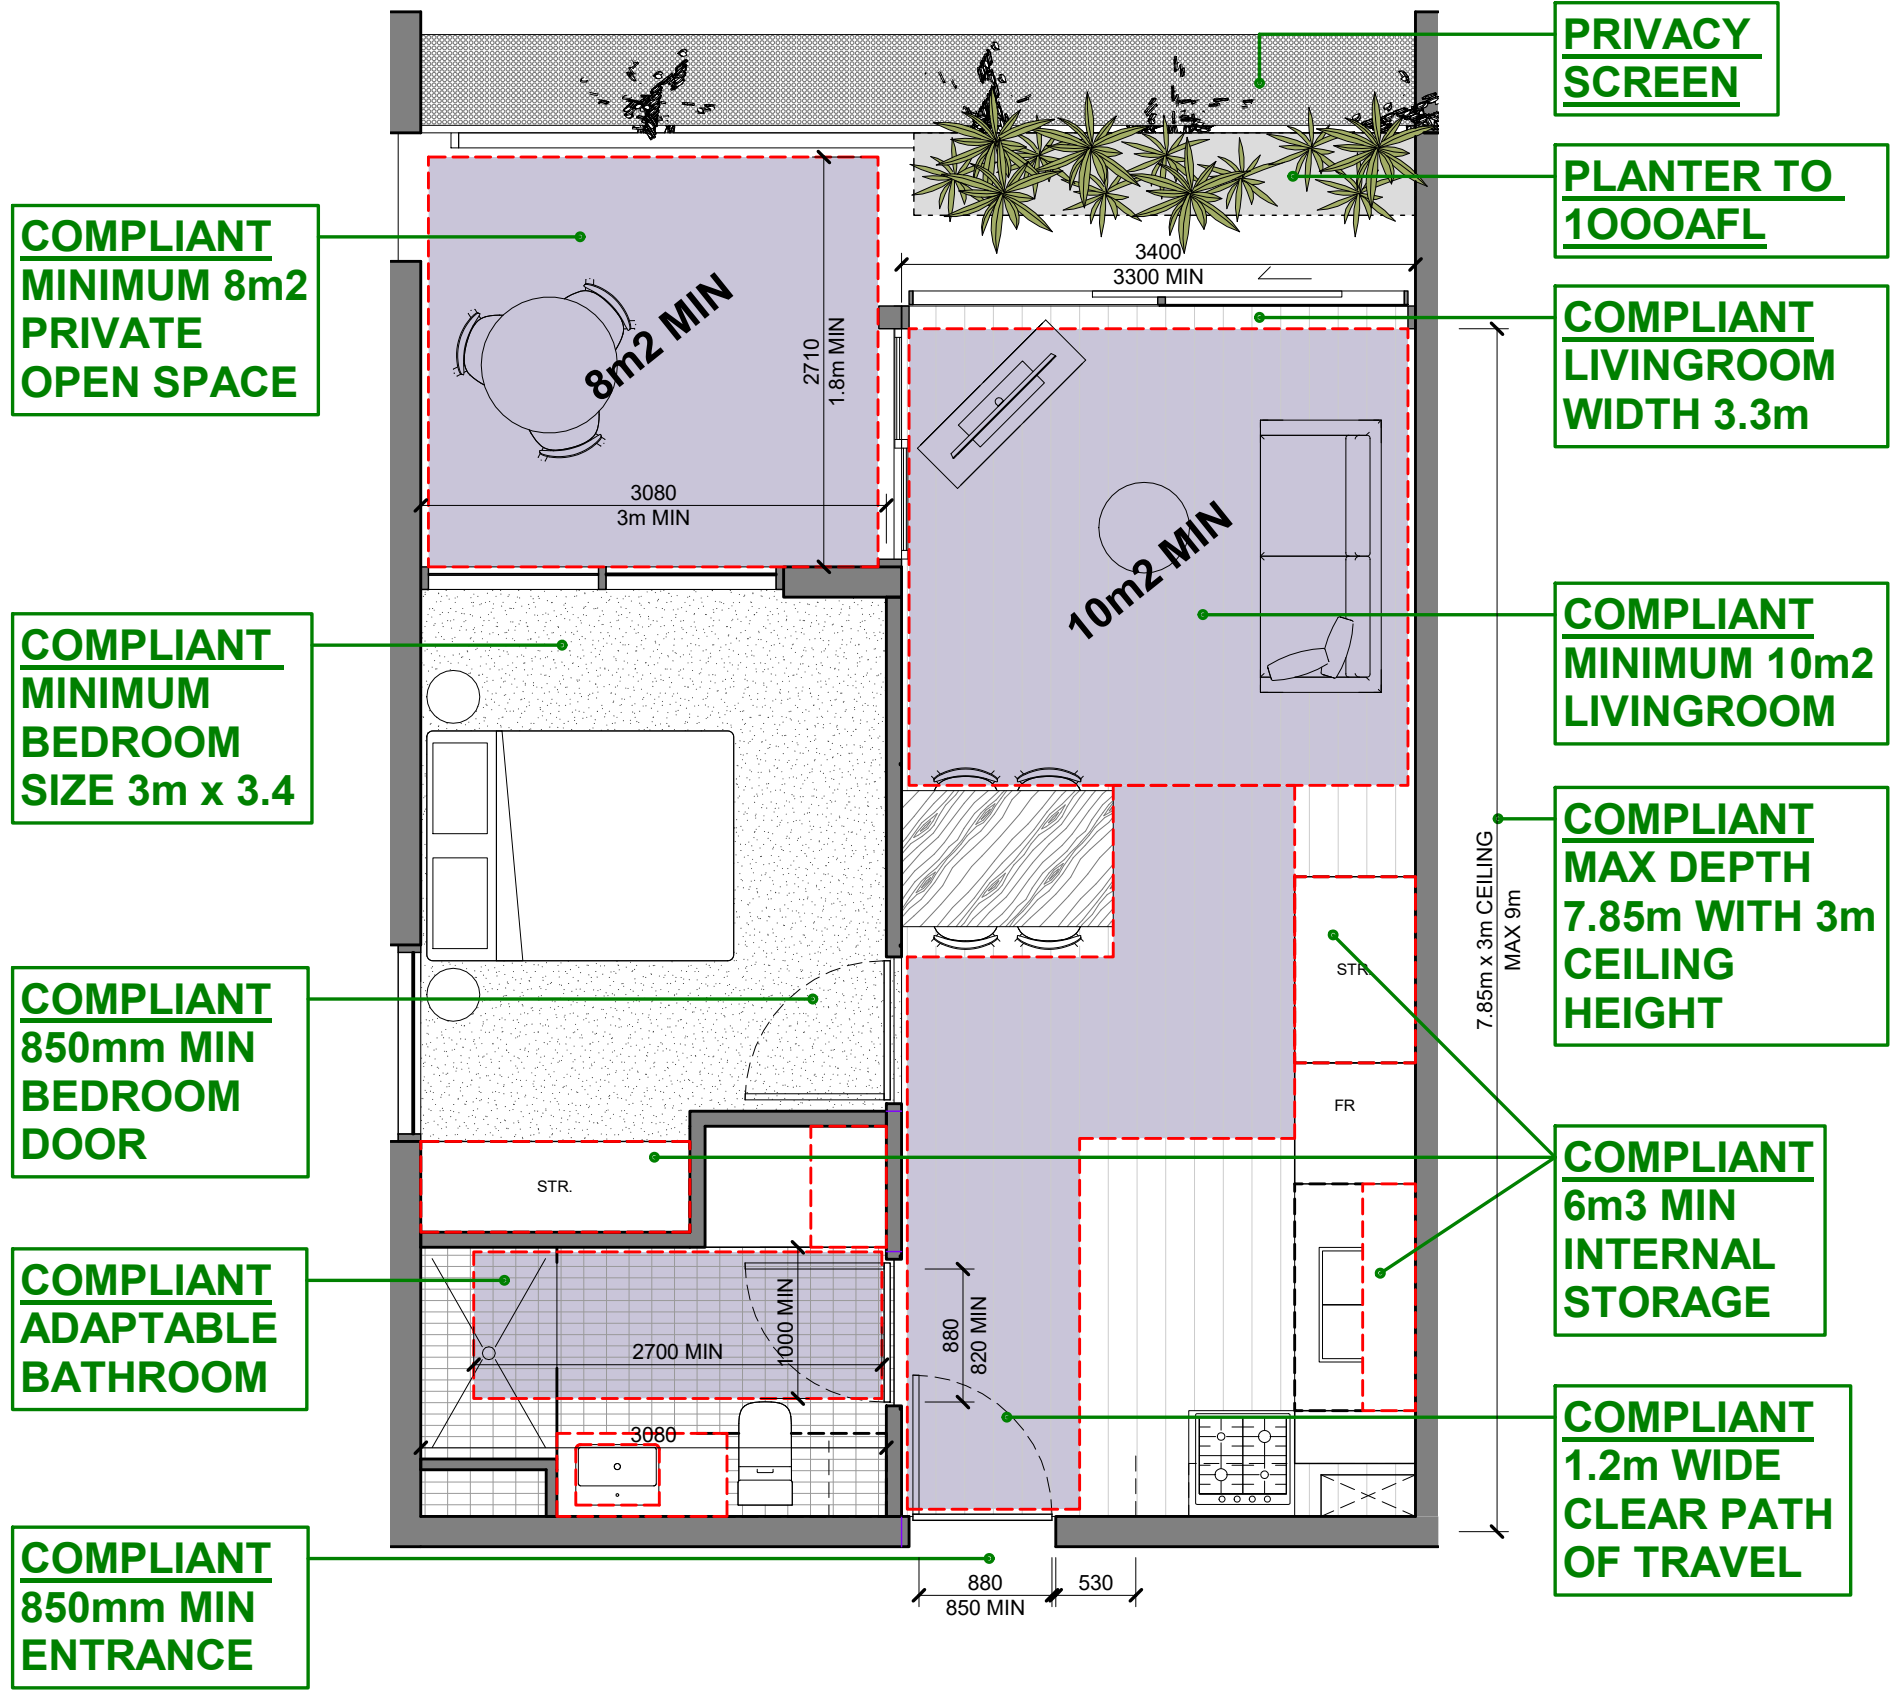 PRIVACY
SCREEN
PLANTER TO
1OOOAFL
COMPLIANT
MINIMUM 8m2
PRIVATE
OPEN SPACE
3400
3300 MIN
COMPLIANT
LIVINGROOM
WIDTH 3.3m
8m2 MIN
2710
1.8m MIN
3080
3m MIN
10m2 MIN
COMPLIANT
MINIMUM 10m2
LIVINGROOM
COMPLIANT
MINIMUM
BEDROOM
SIZE 3m x 3.4
COMPLIANT
MAX DEPTH
7.85m WITH 3m
CEILING
HEIGHT
7.85m x 3m CEILING
MAX 9m
STR.
FR
COMPLIANT
850mm MIN
BEDROOM
DOOR
STR.
COMPLIANT
6m3 MIN
INTERNAL
STORAGE
COMPLIANT
ADAPTABLE
BATHROOM
2700 MIN
1000 MIN
880
820 MIN
3080
COMPLIANT
1.2m WIDE
CLEAR PATH
OF TRAVEL
COMPLIANT
850mm MIN
ENTRANCE
880
850 MIN
530